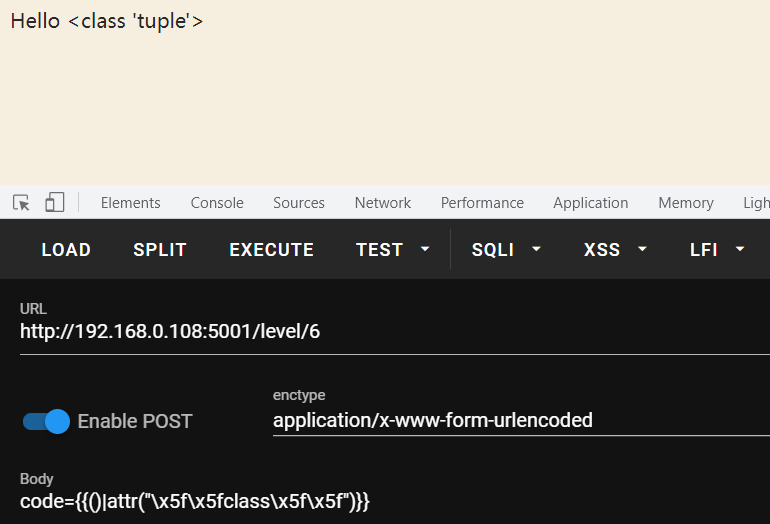 Hello <class 'tuple'>
Elements Console Sources Network Performance Application Memory Ligh
LOAD SPLIT EXECUTE TEST SQLI XSS LFI
URL
http://192.168.0.108:5001/level/6
enctype
Enable POST application/x-www-form-urlencoded
Body
code={{()|attr("\x5f\x5fclass\x5f\x5f")}}